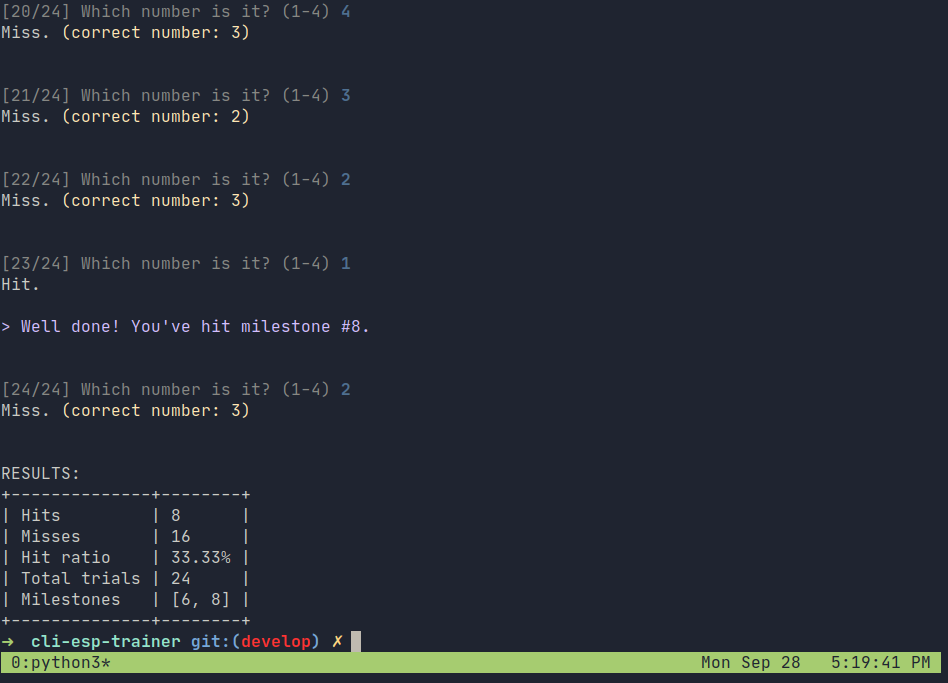 [20/24] Which number is it? (1-4) 4
Miss. (correct number: 3)
[21/24] Which number is it? (1-4) 3
Miss. (correct number: 2)
[22/24] Which number is it? (1-4) 2
Miss. (correct number: 3)
[23/24] Which number is it? (1-4) 1
Hit.
> Well done! You've hit milestone #8.
[24/24] Which number is it? (1-4) 2
Miss. (correct number: 3)
RESULTS:
+--------------+--------+
| Hits         | 8      |
| Misses       | 16     |
| Hit ratio    | 33.33% |
| Total trials | 24     |
| Milestones   | [6, 8] |
+--------------+--------+
→ cli-esp-trainer git:(develop) ✗
0:python3* Mon Sep 28 5:19:41 PM